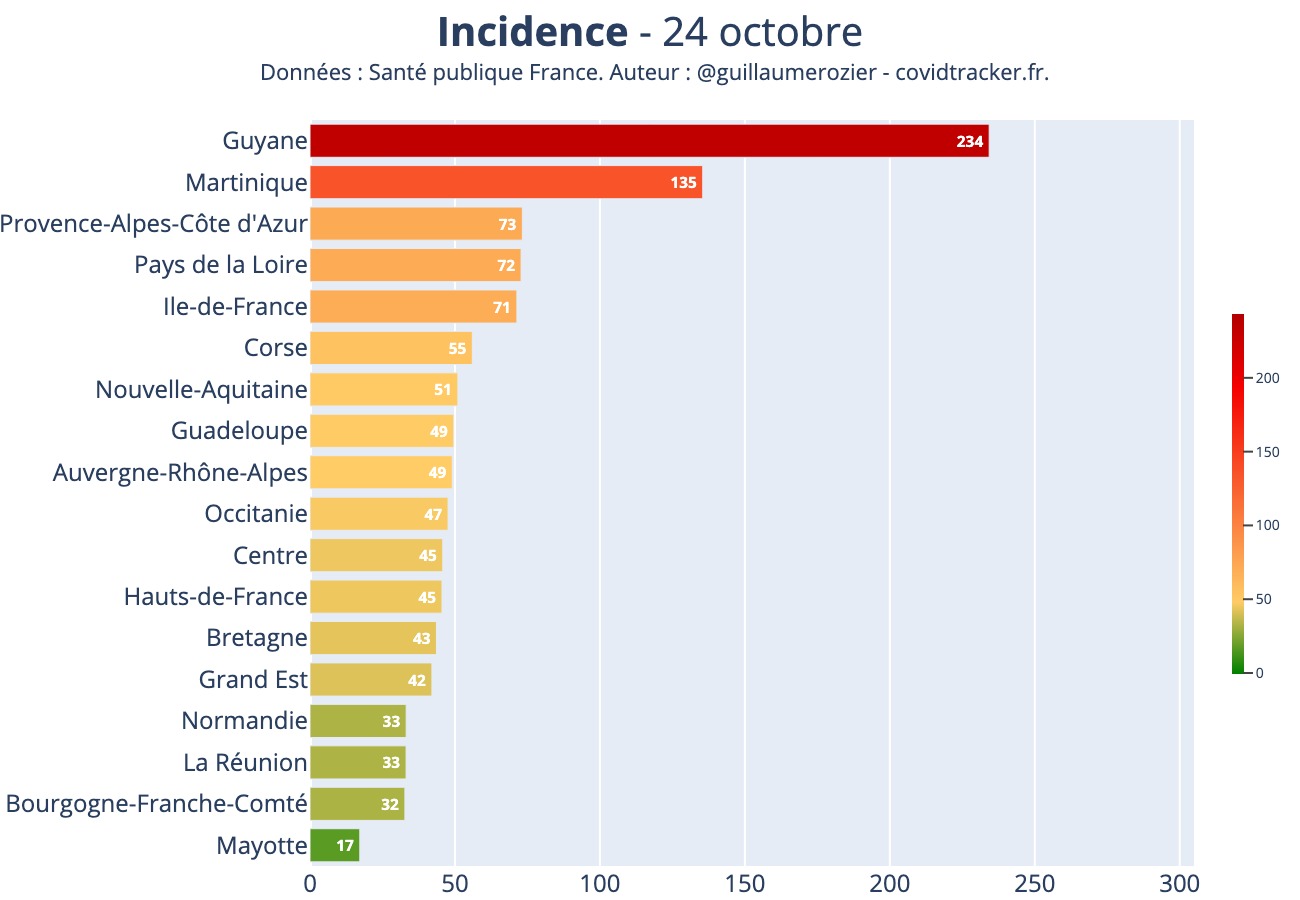 Incidence - 24 octobre
Données : Santé publique France. Auteur : @guillaumerozier - covidtracker.fr.
Guyane 234
Martinique 135
Provence-Alpes-Côte d'Azur 73
Pays de la Loire 72
Ile-de-France 71
Corse 55
Nouvelle-Aquitaine 51
Guadeloupe 49
Auvergne-Rhône-Alpes 49
Occitanie 47
Centre 45
Hauts-de-France 45
Bretagne 43
Grand Est 42
Normandie 33
La Réunion 33
Bourgogne-Franche-Comté 32
Mayotte 17
0 50 100 150 200 250 300
200
150
100
50
0